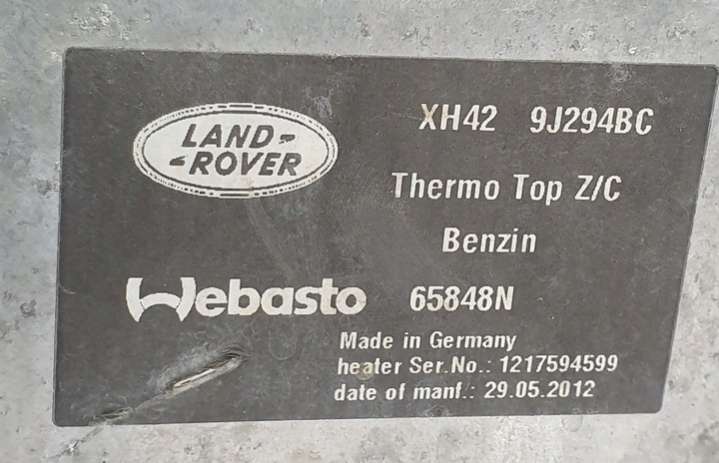 LAND-
-ROVER
XH42 9J294BC
Thermo Top Z/C
Benzin
Webasto 65848N
Made in Germany
heater Ser.No.: 1217594599
date of manf.: 29.05.2012